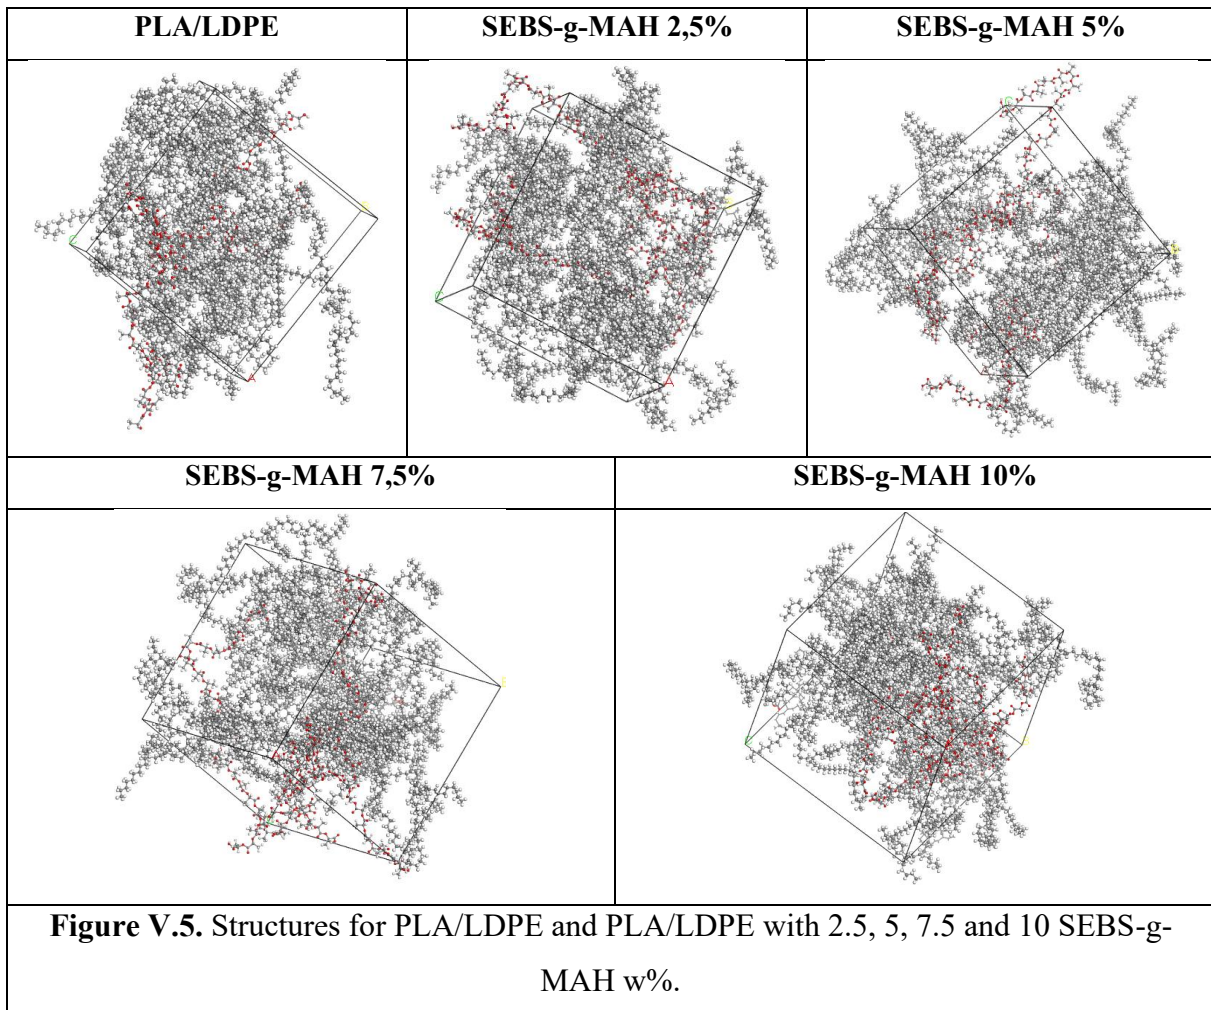 PLA/LDPE
SEBS-g-MAH 2,5%
SEBS-g-MAH 5%
C
B
A
C
A
C
SEBS-g-MAH 7,5%
SEBS-g-MAH 10%
A
C
B
Figure V.5. Structures for PLA/LDPE and PLA/LDPE with 2.5, 5, 7.5 and 10 SEBS-g-
MAH w%.